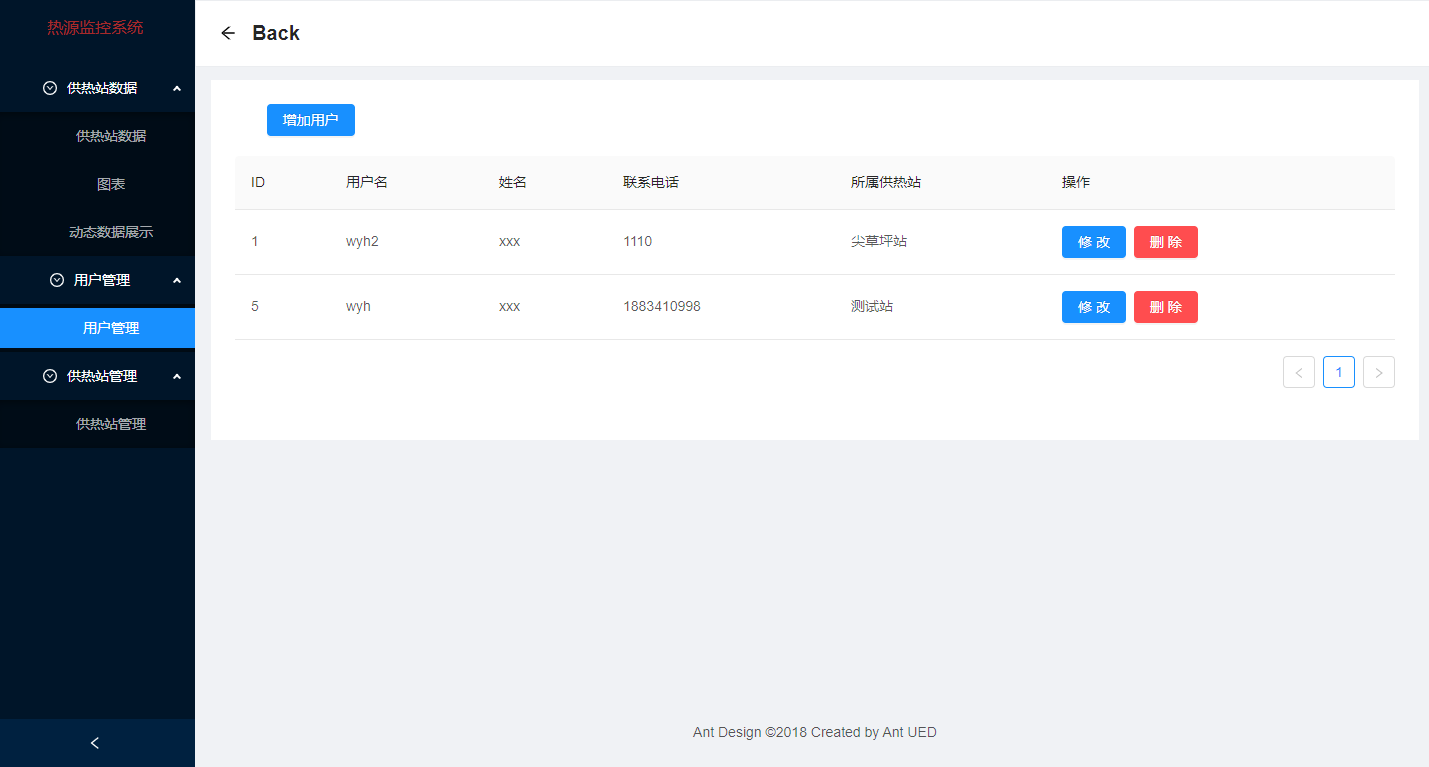 热源监控系统
供热站数据
供热站数据
图表
动态数据展示
用户管理
用户管理
供热站管理
供热站管理
Back
增加用户
ID 用户名 姓名 联系电话 所属供热站 操作
1 wyh2 xxx 1110 尖草坪站 修 改 删 除
5 wyh xxx 1883410998 测试站 修 改 删 除
1
Ant Design ©2018 Created by Ant UED